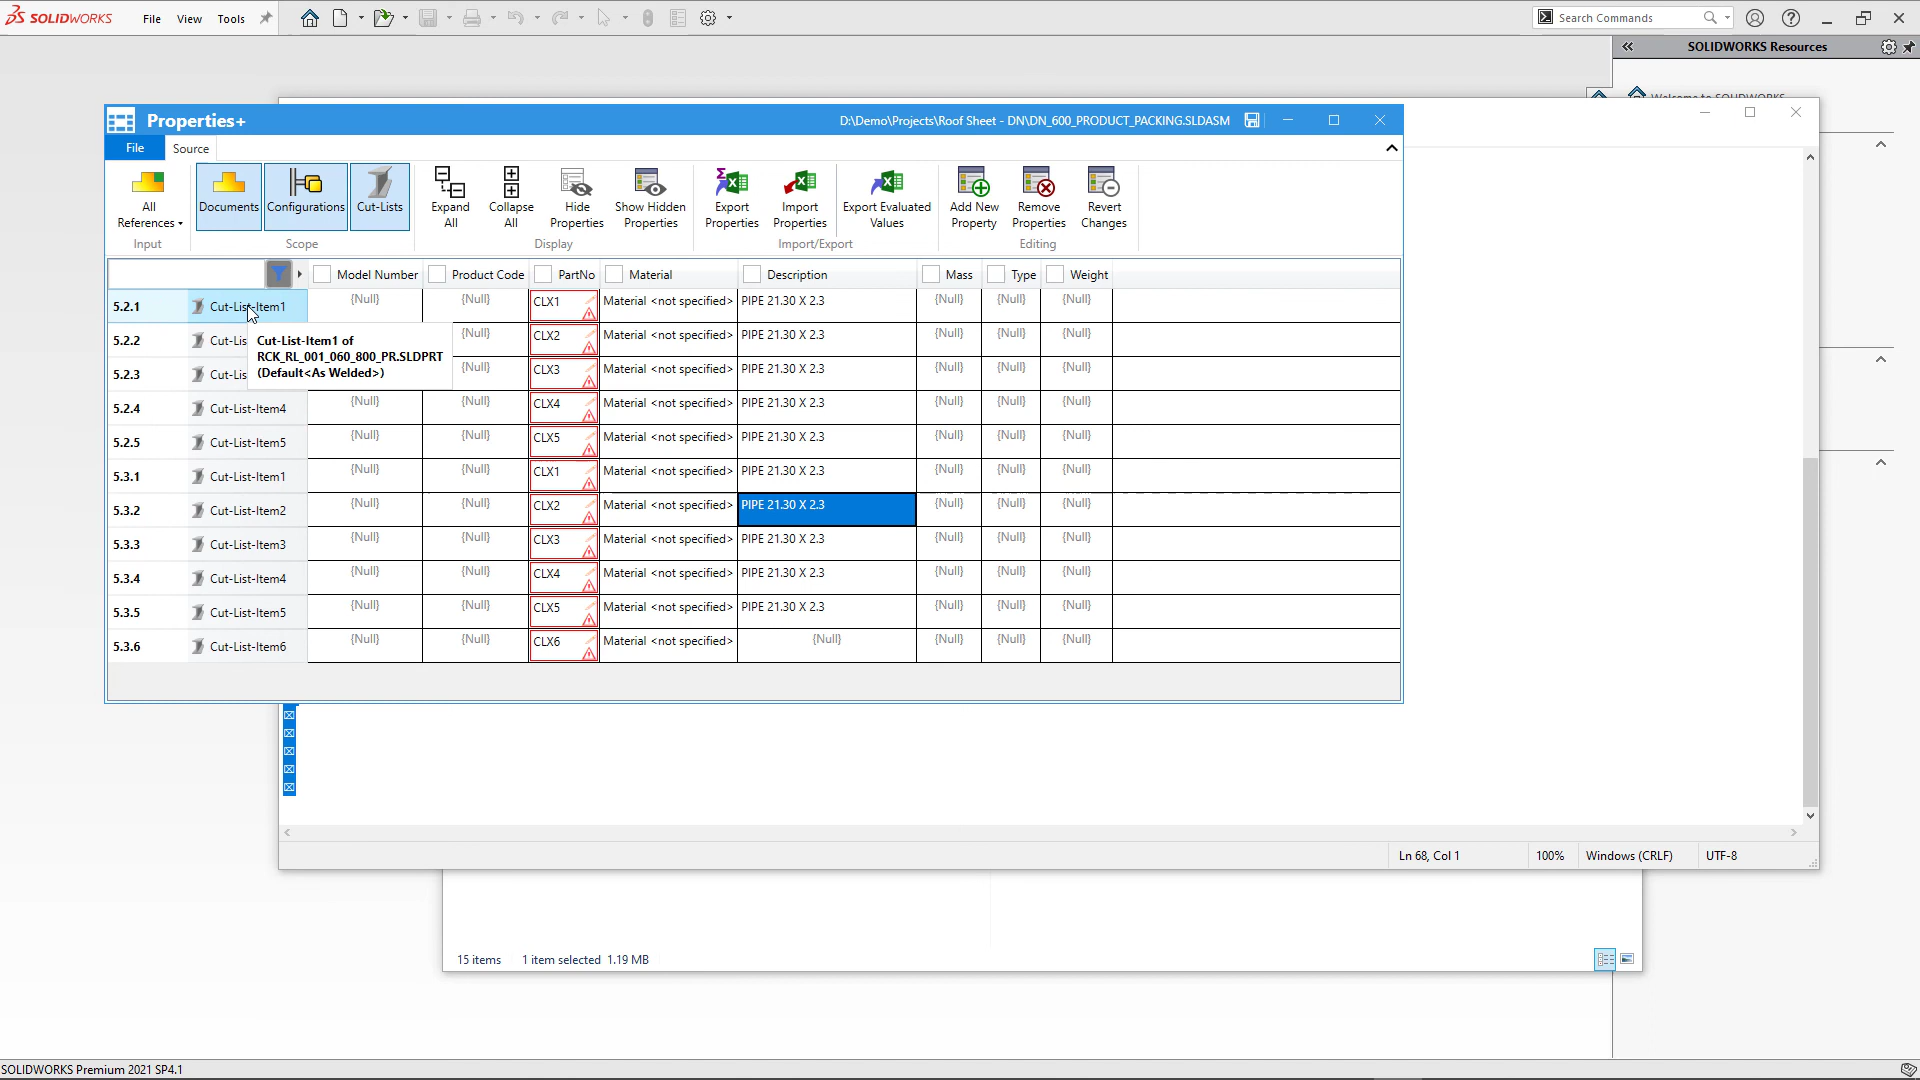 SOLIDWORKS File View Tools Search Commands
SOLIDWORKS Resources
Properties+ D:\Demo\Projects\Roof Sheet - DN\DN_600_PRODUCT_PACKING.SLDASM
File Source
All References Documents Configurations Cut-Lists Expand All Collapse All Hide Properties Show Hidden Properties Export Properties Import Properties Export Evaluated Values Add New Property Remove Properties Revert Changes
Input Scope Display Import/Export Editing
Model Number Product Code PartNo Material Description Mass Type Weight
5.2.1 Cut-List-Item1 {Null} {Null} CLX1 Material <not specified> PIPE 21.30 X 2.3 {Null} {Null} {Null}
5.2.2 Cut-Lis {Null} CLX2 Material <not specified> PIPE 21.30 X 2.3 {Null} {Null} {Null}
Cut-List-Item1 of
RCK_RL_001_060_800_PR.SLDPRT
(Default<As Welded>)
5.2.3 Cut-Lis {Null} CLX3 Material <not specified> PIPE 21.30 X 2.3 {Null} {Null} {Null}
5.2.4 Cut-List-Item4 {Null} {Null} CLX4 Material <not specified> PIPE 21.30 X 2.3 {Null} {Null} {Null}
5.2.5 Cut-List-Item5 {Null} {Null} CLX5 Material <not specified> PIPE 21.30 X 2.3 {Null} {Null} {Null}
5.3.1 Cut-List-Item1 {Null} {Null} CLX1 Material <not specified> PIPE 21.30 X 2.3 {Null} {Null} {Null}
5.3.2 Cut-List-Item2 {Null} {Null} CLX2 Material <not specified> PIPE 21.30 X 2.3 {Null} {Null} {Null}
5.3.3 Cut-List-Item3 {Null} {Null} CLX3 Material <not specified> PIPE 21.30 X 2.3 {Null} {Null} {Null}
5.3.4 Cut-List-Item4 {Null} {Null} CLX4 Material <not specified> PIPE 21.30 X 2.3 {Null} {Null} {Null}
5.3.5 Cut-List-Item5 {Null} {Null} CLX5 Material <not specified> PIPE 21.30 X 2.3 {Null} {Null} {Null}
5.3.6 Cut-List-Item6 {Null} {Null} CLX6 Material <not specified> {Null} {Null} {Null} {Null}
Ln 68, Col 1 100% Windows (CRLF) UTF-8
15 items 1 item selected 1.19 MB
SOLIDWORKS Premium 2021 SP4.1